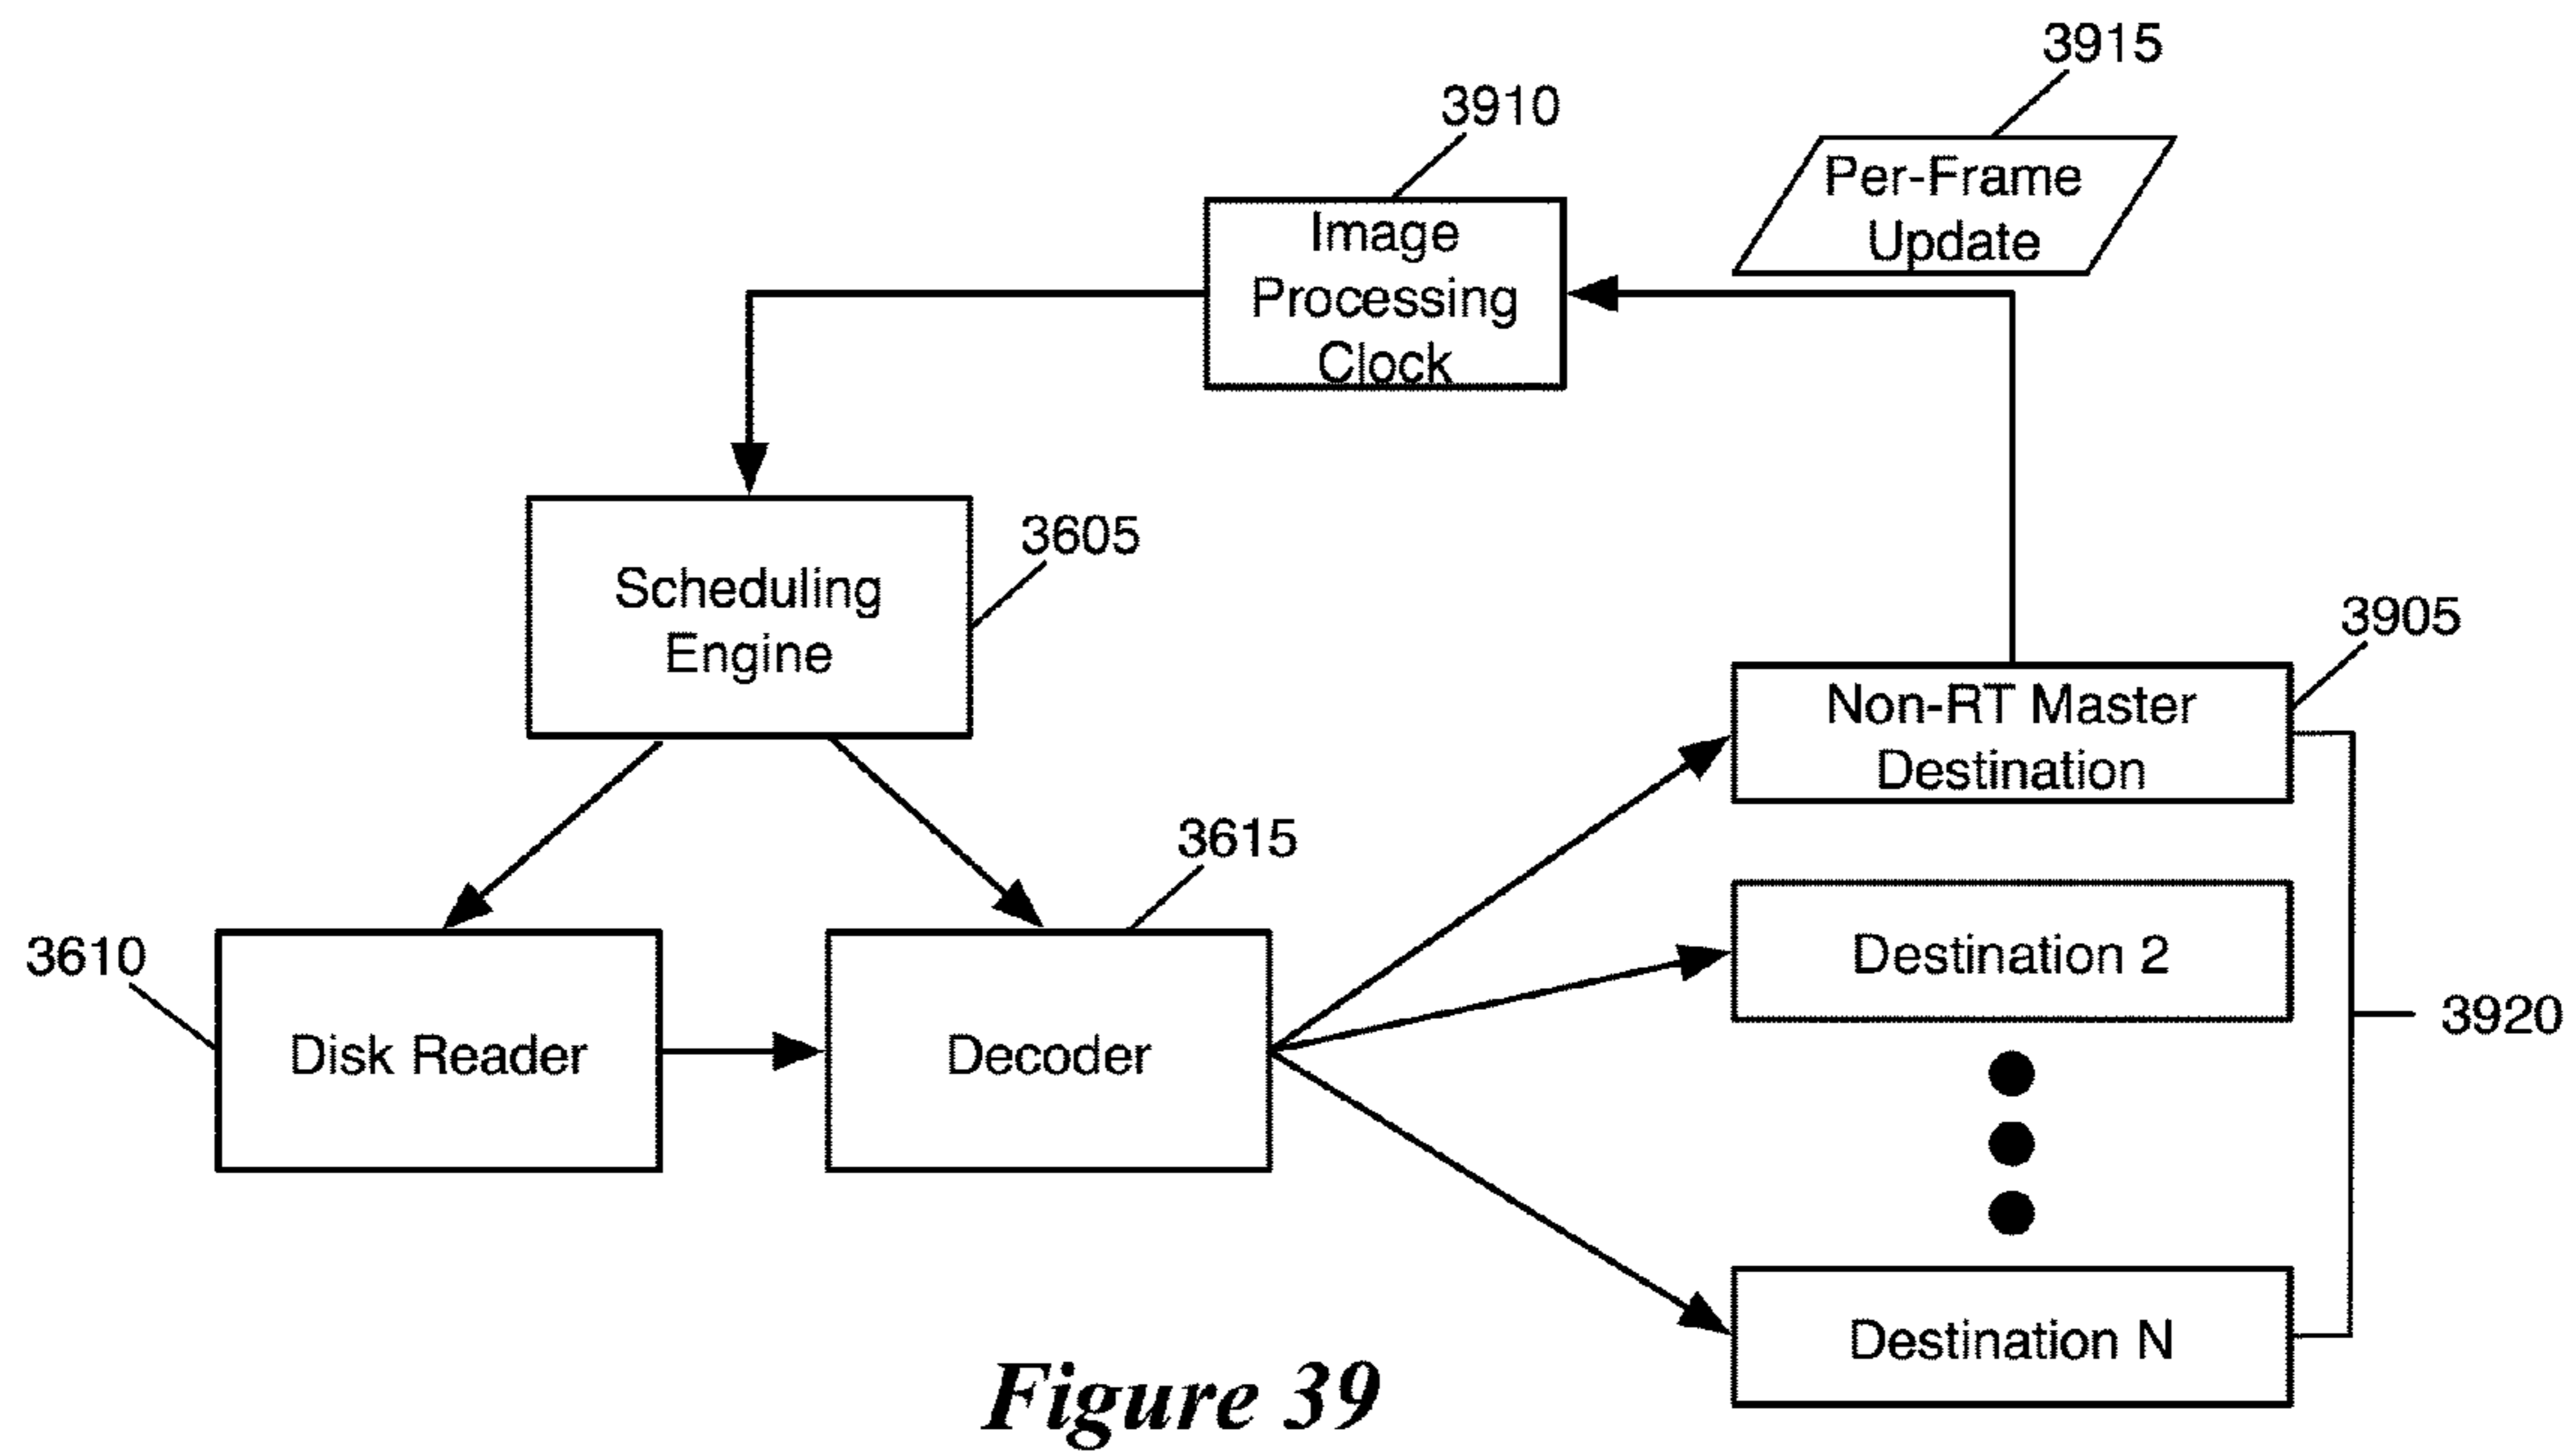 3915
3910
Per-Frame
Update
Image
Processing
Clock
3605
Scheduling
Engine
3905
Non-RT Master
Destination
3615
3610
Destination 2
3920
Disk Reader
Decoder
Destination N
Figure 39